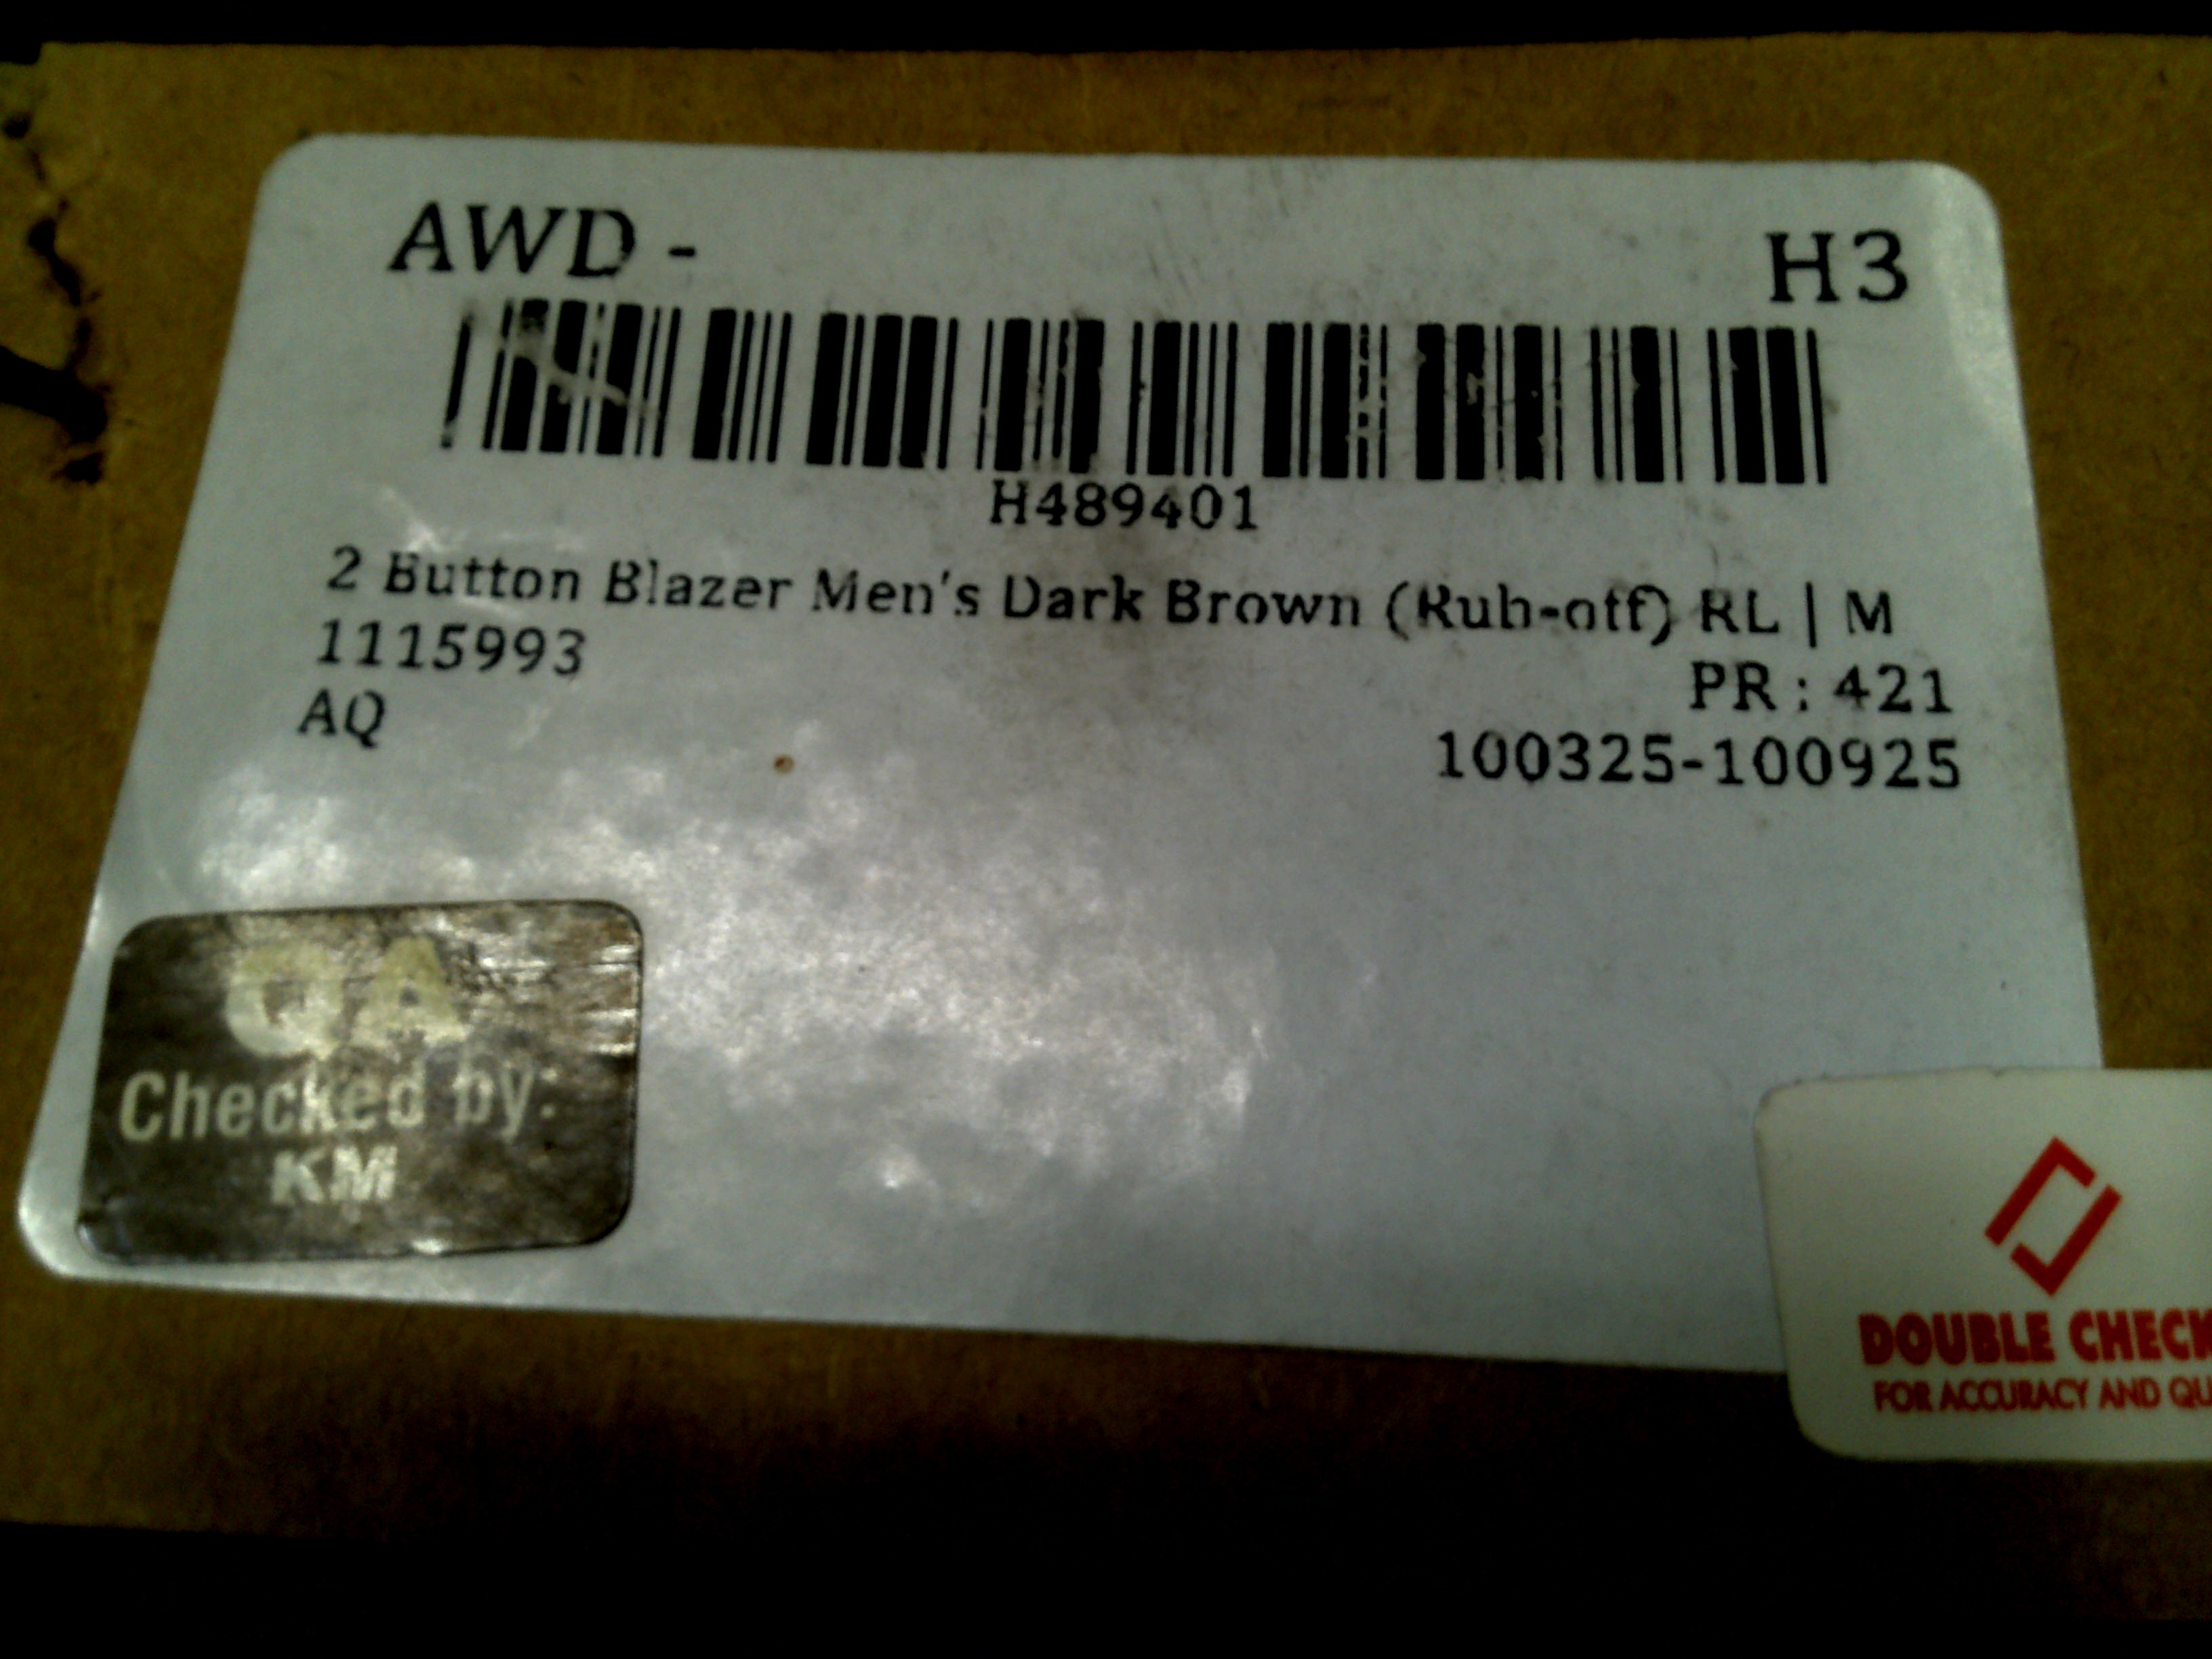 AWD -
H3
H489401
2 Button Blazer Men's Dark Brown (Rub-off) RL | M
1115993
PR : 421
AQ
100325-100925
QA
Checked by:
KM
DOUBLE CHECK
FOR ACCURACY AND